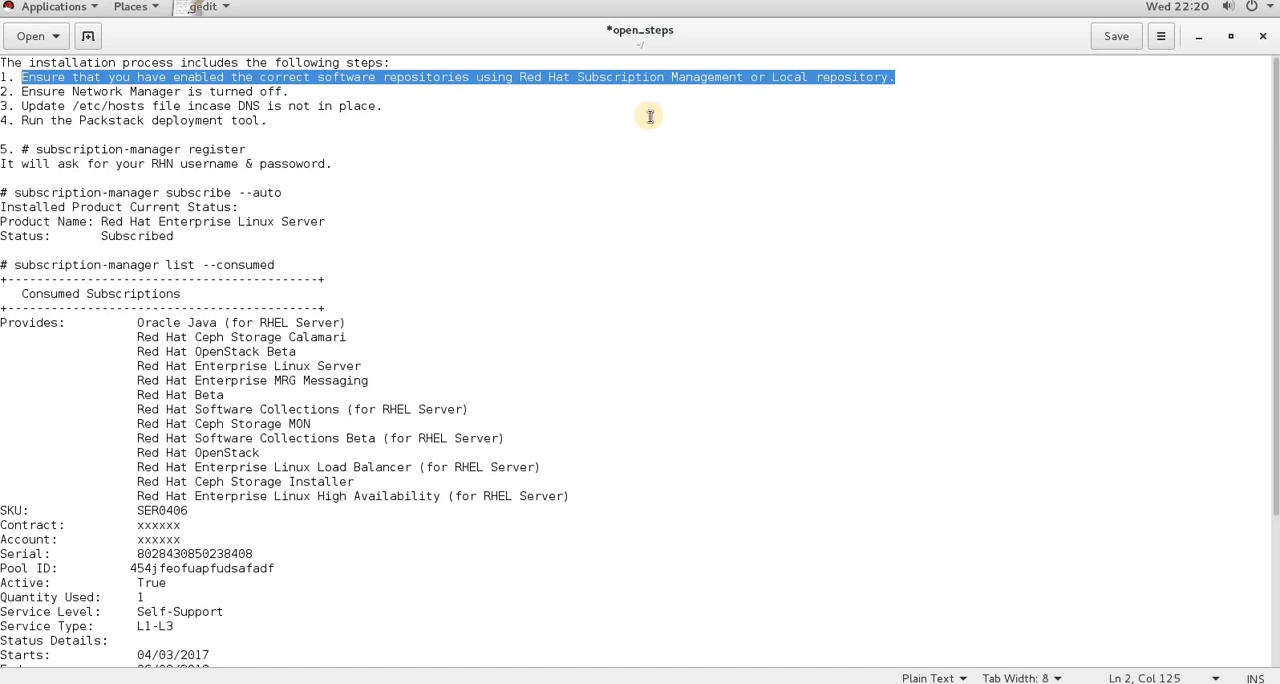 Applications Places gedit Wed 22:20
Open *open_steps Save
~/
The installation process includes the following steps:
1. Ensure that you have enabled the correct software repositories using Red Hat Subscription Management or Local repository.
2. Ensure Network Manager is turned off.
3. Update /etc/hosts file incase DNS is not in place.
4. Run the Packstack deployment tool.
5. # subscription-manager register
It will ask for your RHN username & passoword.
# subscription-manager subscribe --auto
Installed Product Current Status:
Product Name: Red Hat Enterprise Linux Server
Status: Subscribed
# subscription-manager list --consumed
+-------------------------------------------+
Consumed Subscriptions
+-------------------------------------------+
Provides: Oracle Java (for RHEL Server)
Red Hat Ceph Storage Calamari
Red Hat OpenStack Beta
Red Hat Enterprise Linux Server
Red Hat Enterprise MRG Messaging
Red Hat Beta
Red Hat Software Collections (for RHEL Server)
Red Hat Ceph Storage MON
Red Hat Software Collections Beta (for RHEL Server)
Red Hat OpenStack
Red Hat Enterprise Linux Load Balancer (for RHEL Server)
Red Hat Ceph Storage Installer
Red Hat Enterprise Linux High Availability (for RHEL Server)
SKU: SER0406
Contract: xxxxxx
Account: xxxxxx
Serial: 8028430850238408
Pool ID: 454jfeofuapfudsafadf
Active: True
Quantity Used: 1
Service Level: Self-Support
Service Type: L1-L3
Status Details:
Starts: 04/03/2017
Plain Text Tab Width: 8 Ln 2, Col 125 INS